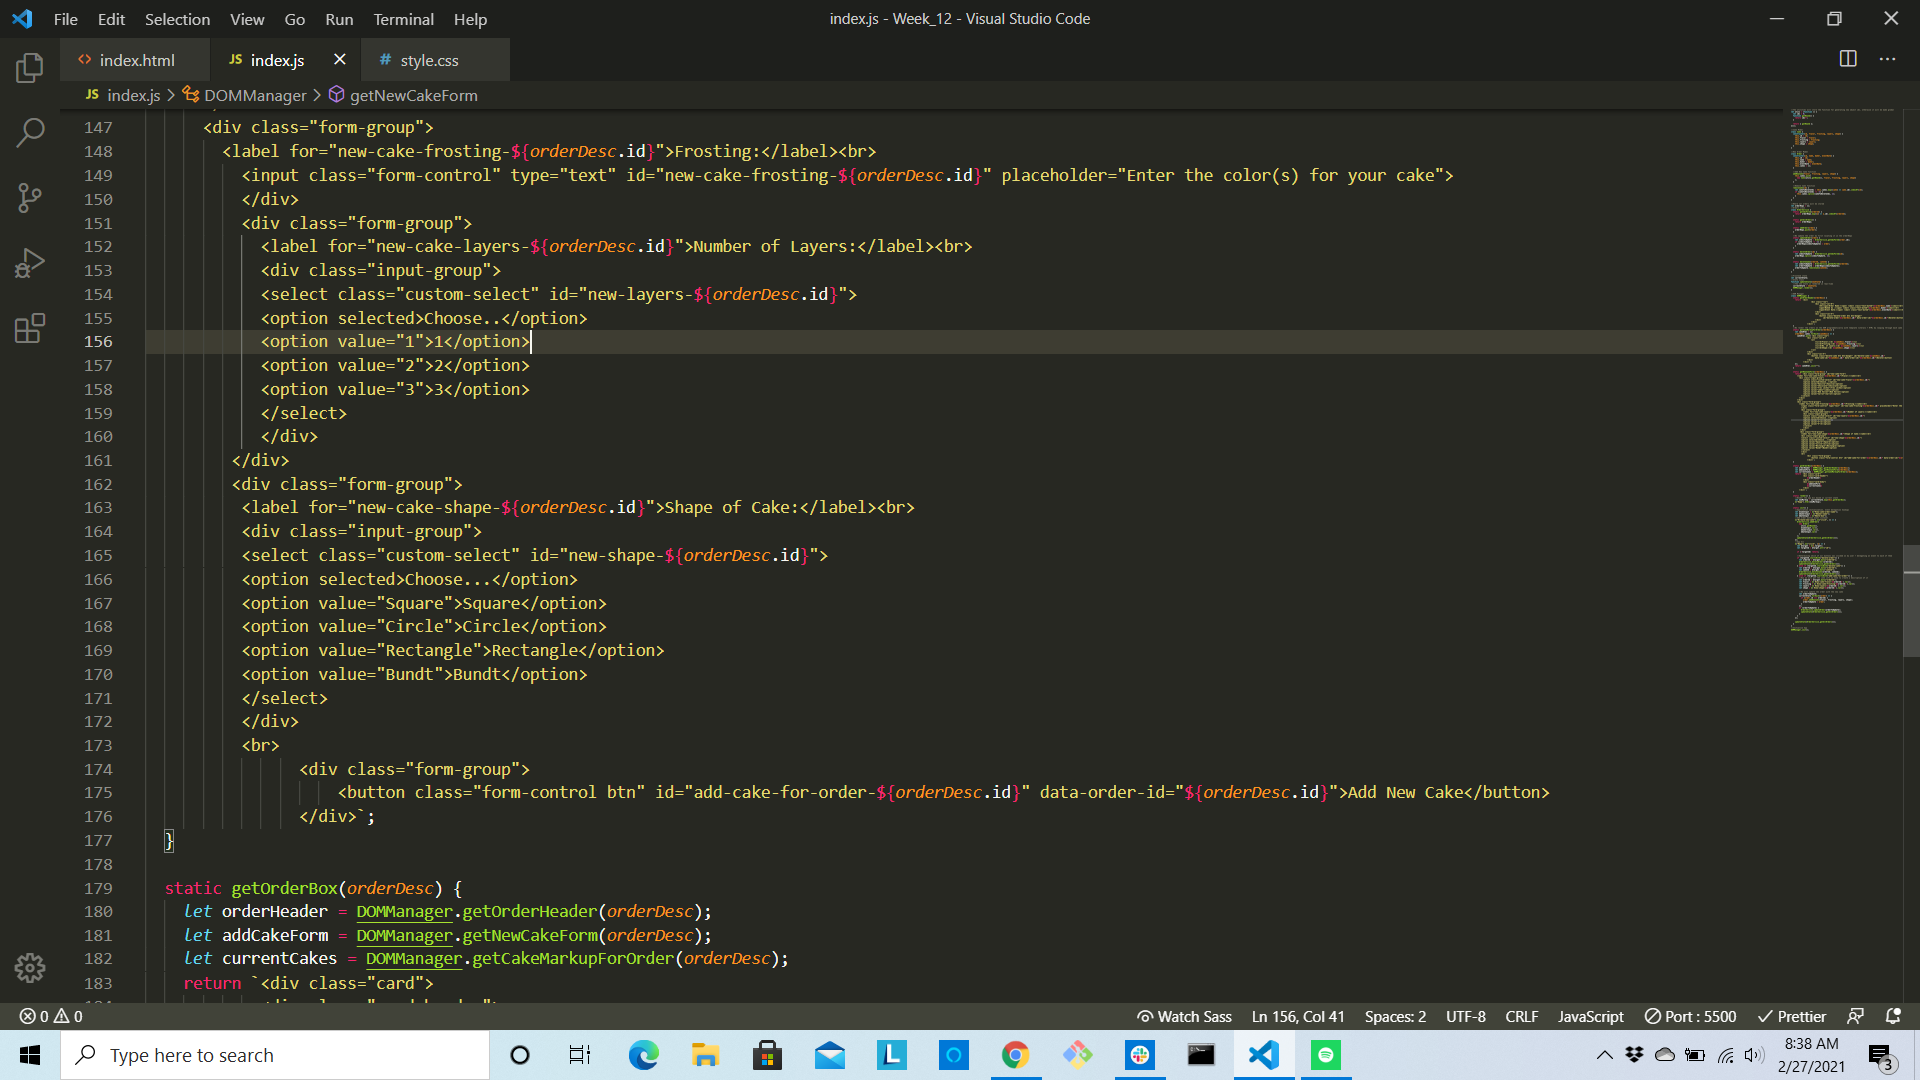 File Edit Selection View Go Run Terminal Help
index.js - Week_12 - Visual Studio Code
<> index.html
JS index.js
# style.css
JS index.js > DOMManager > getNewCakeForm
147 <div class="form-group">
148 <label for="new-cake-frosting-${orderDesc.id}">Frosting:</label><br>
149 <input class="form-control" type="text" id="new-cake-frosting-${orderDesc.id}" placeholder="Enter the color(s) for your cake">
150 </div>
151 <div class="form-group">
152 <label for="new-cake-layers-${orderDesc.id}">Number of Layers:</label><br>
153 <div class="input-group">
154 <select class="custom-select" id="new-layers-${orderDesc.id}">
155 <option selected>Choose..</option>
156 <option value="1">1</option>
157 <option value="2">2</option>
158 <option value="3">3</option>
159 </select>
160 </div>
161 </div>
162 <div class="form-group">
163 <label for="new-cake-shape-${orderDesc.id}">Shape of Cake:</label><br>
164 <div class="input-group">
165 <select class="custom-select" id="new-shape-${orderDesc.id}">
166 <option selected>Choose...</option>
167 <option value="Square">Square</option>
168 <option value="Circle">Circle</option>
169 <option value="Rectangle">Rectangle</option>
170 <option value="Bundt">Bundt</option>
171 </select>
172 </div>
173 <br>
174 <div class="form-group">
175 <button class="form-control btn" id="add-cake-for-order-${orderDesc.id}" data-order-id="${orderDesc.id}">Add New Cake</button>
176 </div>`;
177 }
178
179 static getOrderBox(orderDesc) {
180 let orderHeader = DOMManager.getOrderHeader(orderDesc);
181 let addCakeForm = DOMManager.getNewCakeForm(orderDesc);
182 let currentCakes = DOMManager.getCakeMarkupForOrder(orderDesc);
183 return `<div class="card">
0 0
Watch Sass Ln 156, Col 41 Spaces: 2 UTF-8 CRLF JavaScript Port : 5500 Prettier
Type here to search
L
8:38 AM
2/27/2021
3